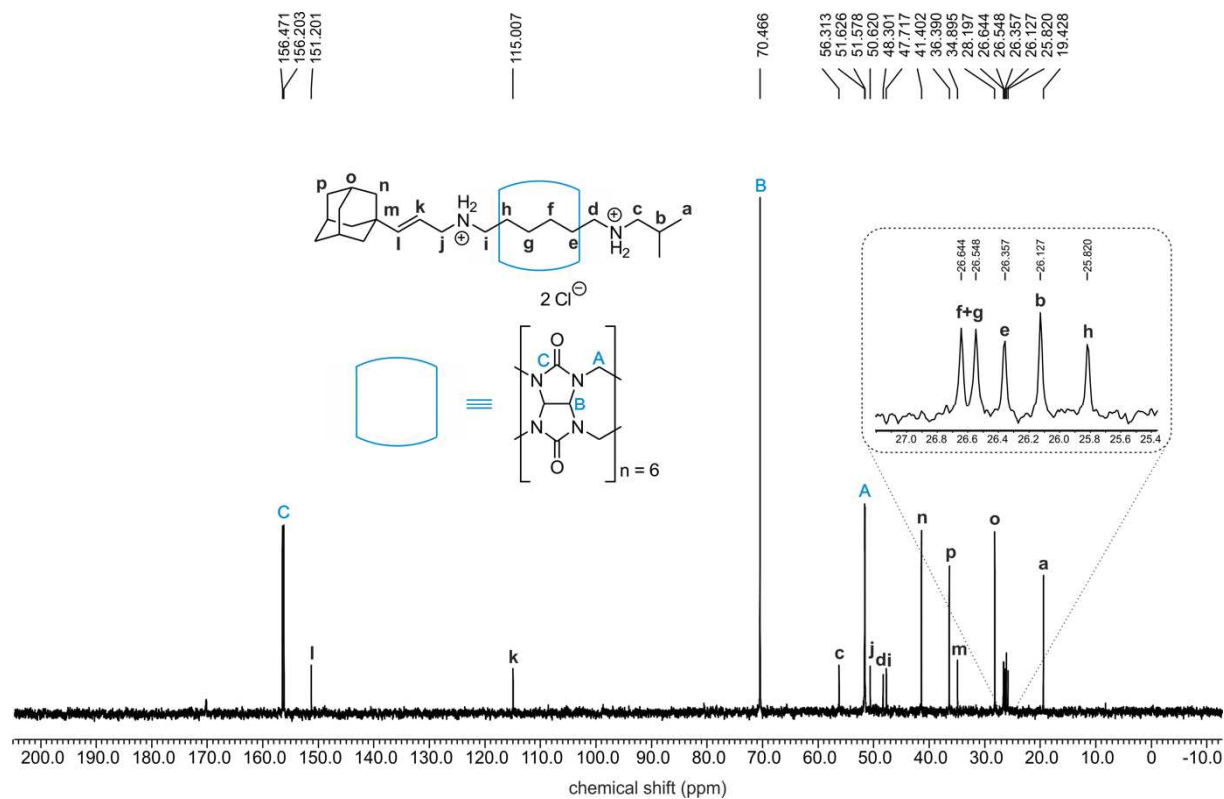 156.471
156.203
151.201
115.007
70.466
56.313
51.626
51.578
50.620
48.301
47.717
41.402
36.390
34.895
28.197
26.644
26.548
26.357
26.127
25.820
19.428
p o n
m k
l j
NH2
⊕
i
h g f e
d
⊕
NH2
c b a
2 Cl⊖
O
C A
N N
B
N N
O
n = 6
26.644
26.548
26.357
26.127
25.820
f+g e b h
27.0 26.8 26.6 26.4 26.2 26.0 25.8 25.6 25.4
C l k B c A j d i n p m o a
200.0 190.0 180.0 170.0 160.0 150.0 140.0 130.0 120.0 110.0 100.0 90.0 80.0 70.0 60.0 50.0 40.0 30.0 20.0 10.0 0 -10.0
chemical shift (ppm)